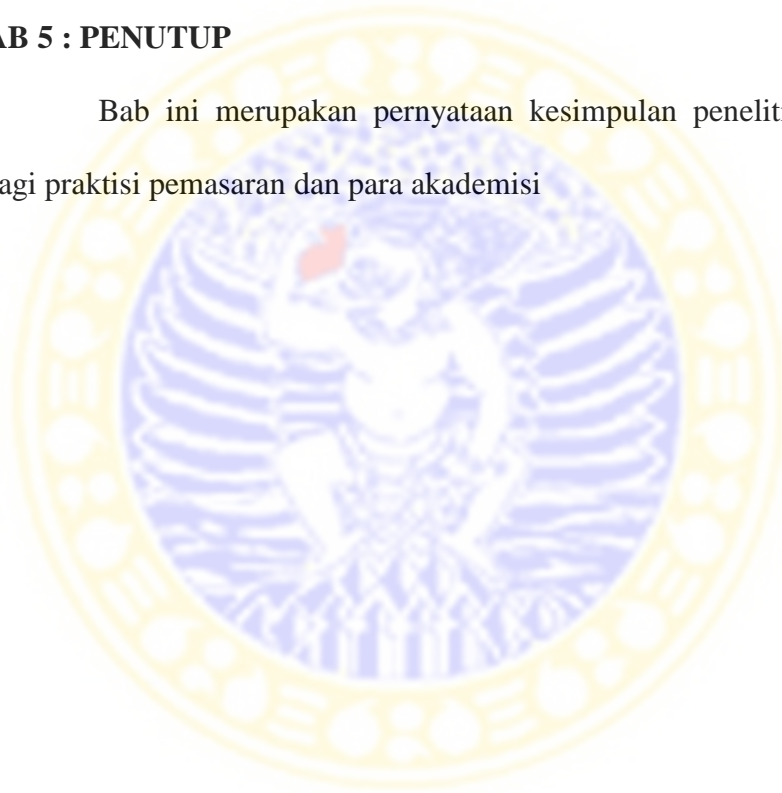 AB 5 : PENUTUP
Bab ini merupakan pernyataan kesimpulan penelit
agi praktisi pemasaran dan para akademisi